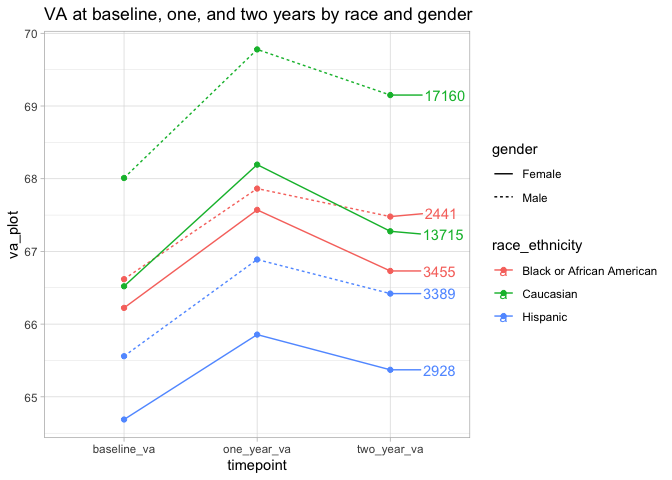 VA at baseline, one, and two years by race and gender
70
69
68
67
66
65
va_plot
17160
2441
13715
3455
3389
2928
baseline_va
one_year_va
two_year_va
timepoint
gender
Female
Male
race_ethnicity
a Black or African American
a Caucasian
a Hispanic